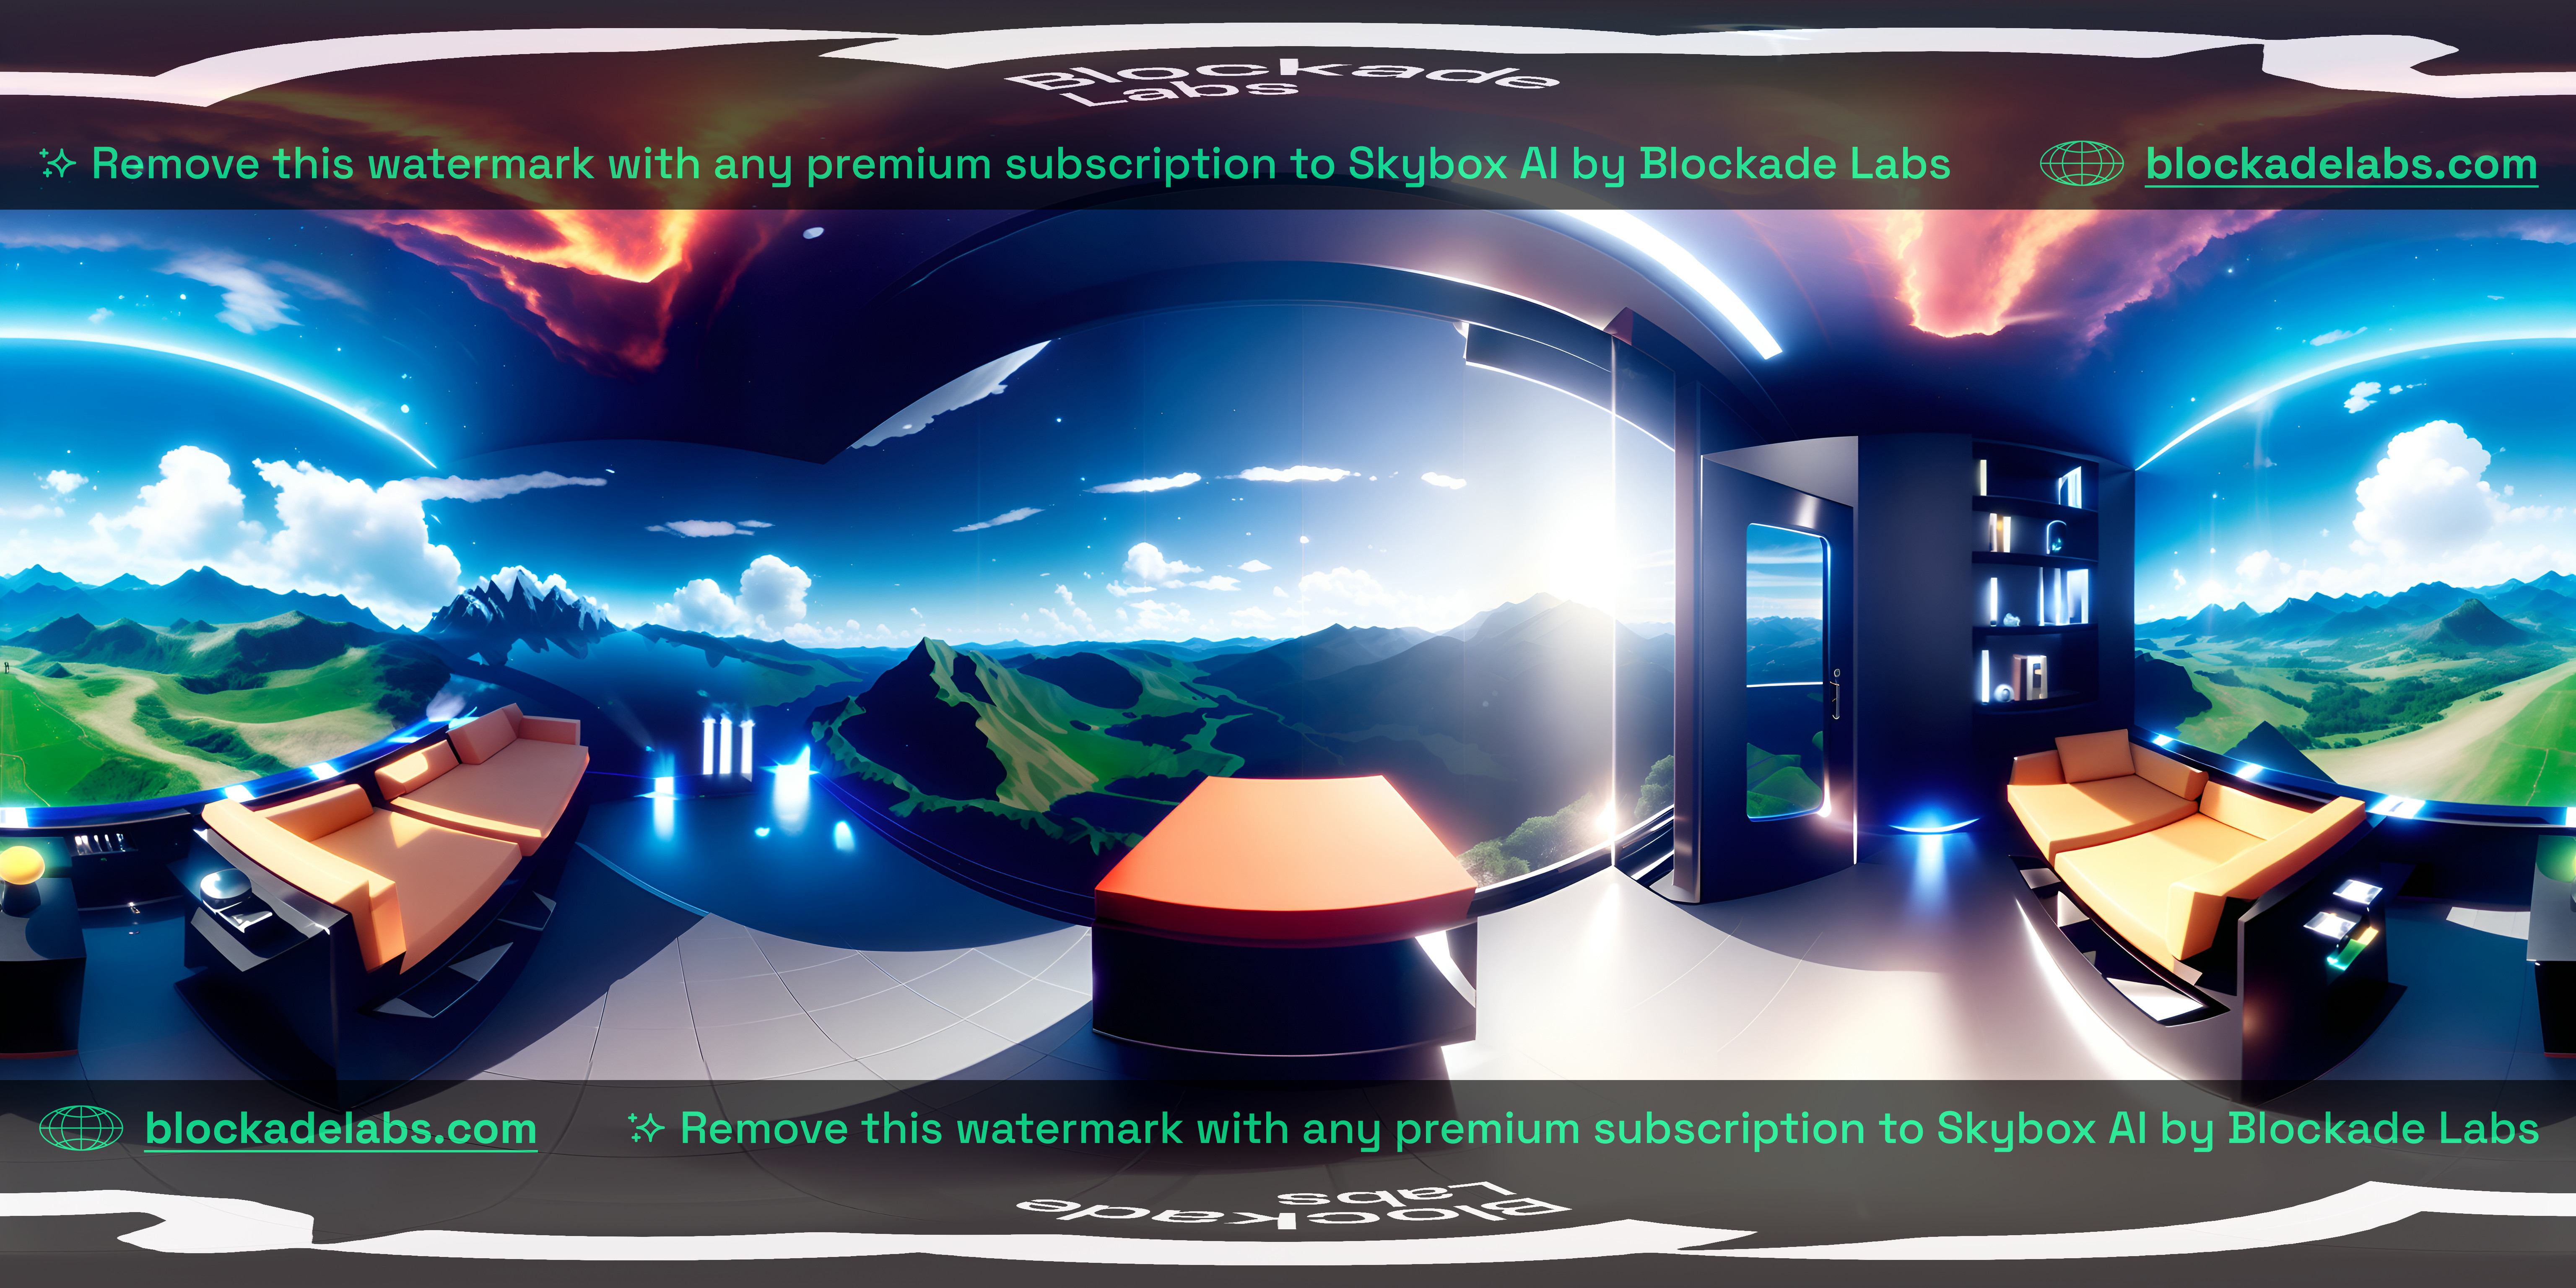 Blockade
Labs
Remove this watermark with any premium subscription to Skybox AI by Blockade Labs
blockadelabs.com
blockadelabs.com
Remove this watermark with any premium subscription to Skybox AI by Blockade Labs
Labs
Blockade